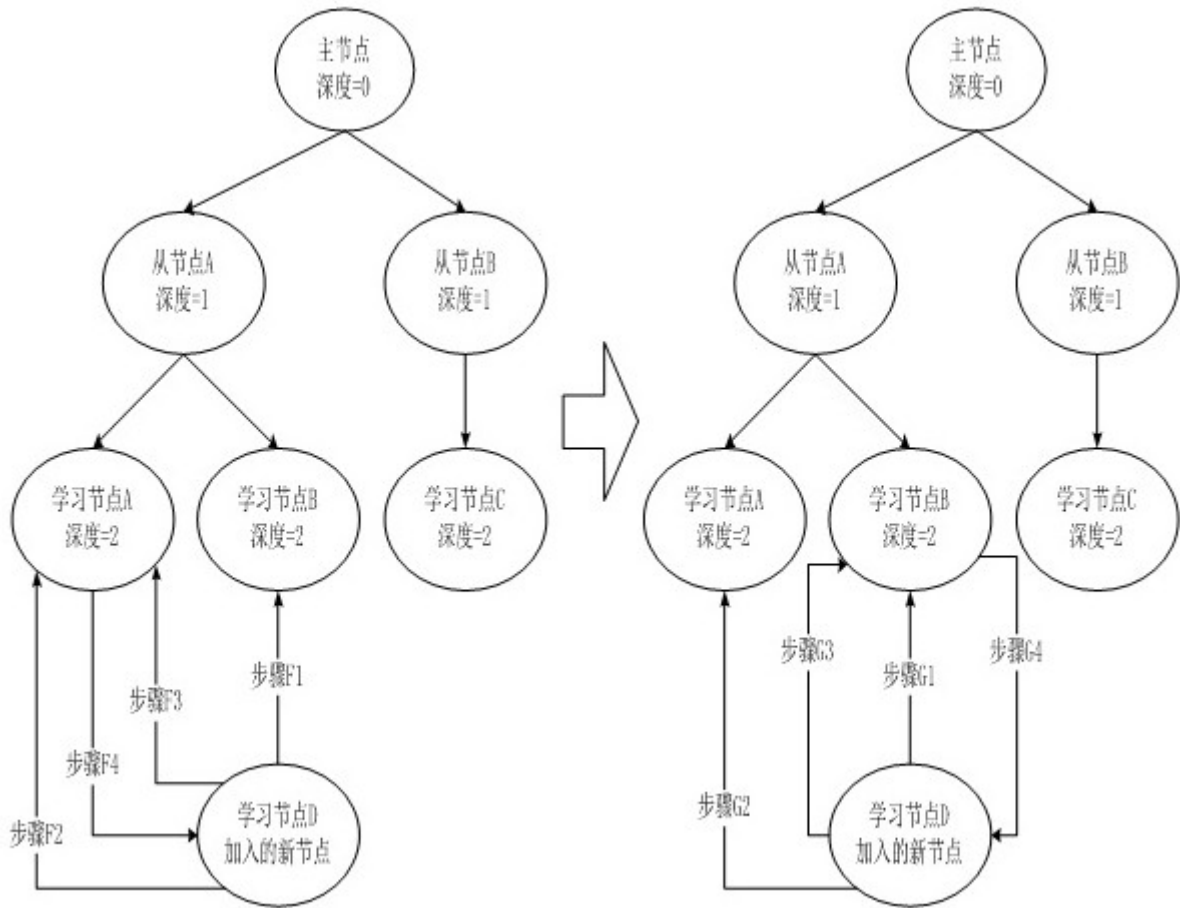 主节点
深度=0
从节点A
深度=1
从节点B
深度=1
学习节点A
深度=2
学习节点B
深度=2
学习节点C
深度=2
步骤F1
步骤F3
步骤F4
步骤F2
学习节点D
加入的新节点
主节点
深度=0
从节点A
深度=1
从节点B
深度=1
学习节点A
深度=2
学习节点B
深度=2
学习节点C
深度=2
步骤G3
步骤G1
步骤G4
步骤G2
学习节点D
加入的新节点